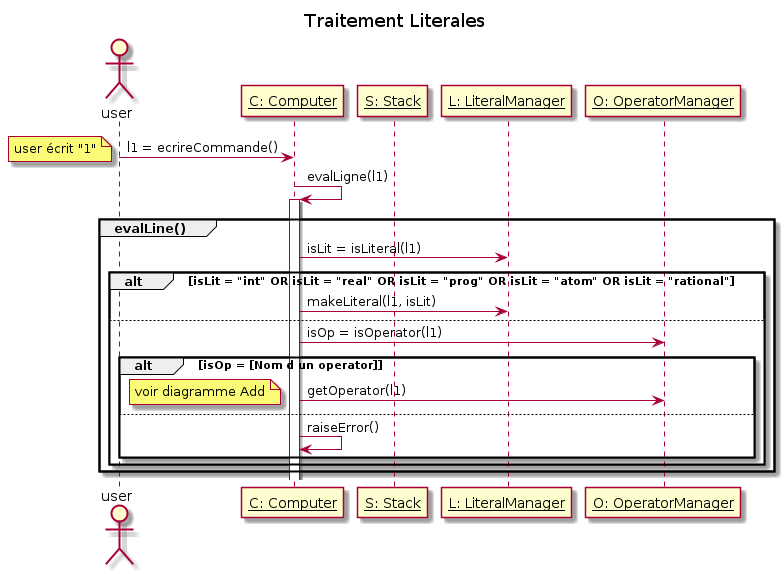 Traitement Literales
user
C: Computer
S: Stack
L: LiteralManager
O: OperatorManager
user écrit "1"
l1 = ecrireCommande()
evalLigne(l1)
evalLine()
isLit = isLiteral(l1)
alt
[isLit = "int" OR isLit = "real" OR isLit = "prog" OR isLit = "atom" OR isLit = "rational"]
makeLiteral(l1, isLit)
isOp = isOperator(l1)
alt
[isOp = [Nom d un operator]]
voir diagramme Add
getOperator(l1)
raiseError()
user
C: Computer
S: Stack
L: LiteralManager
O: OperatorManager